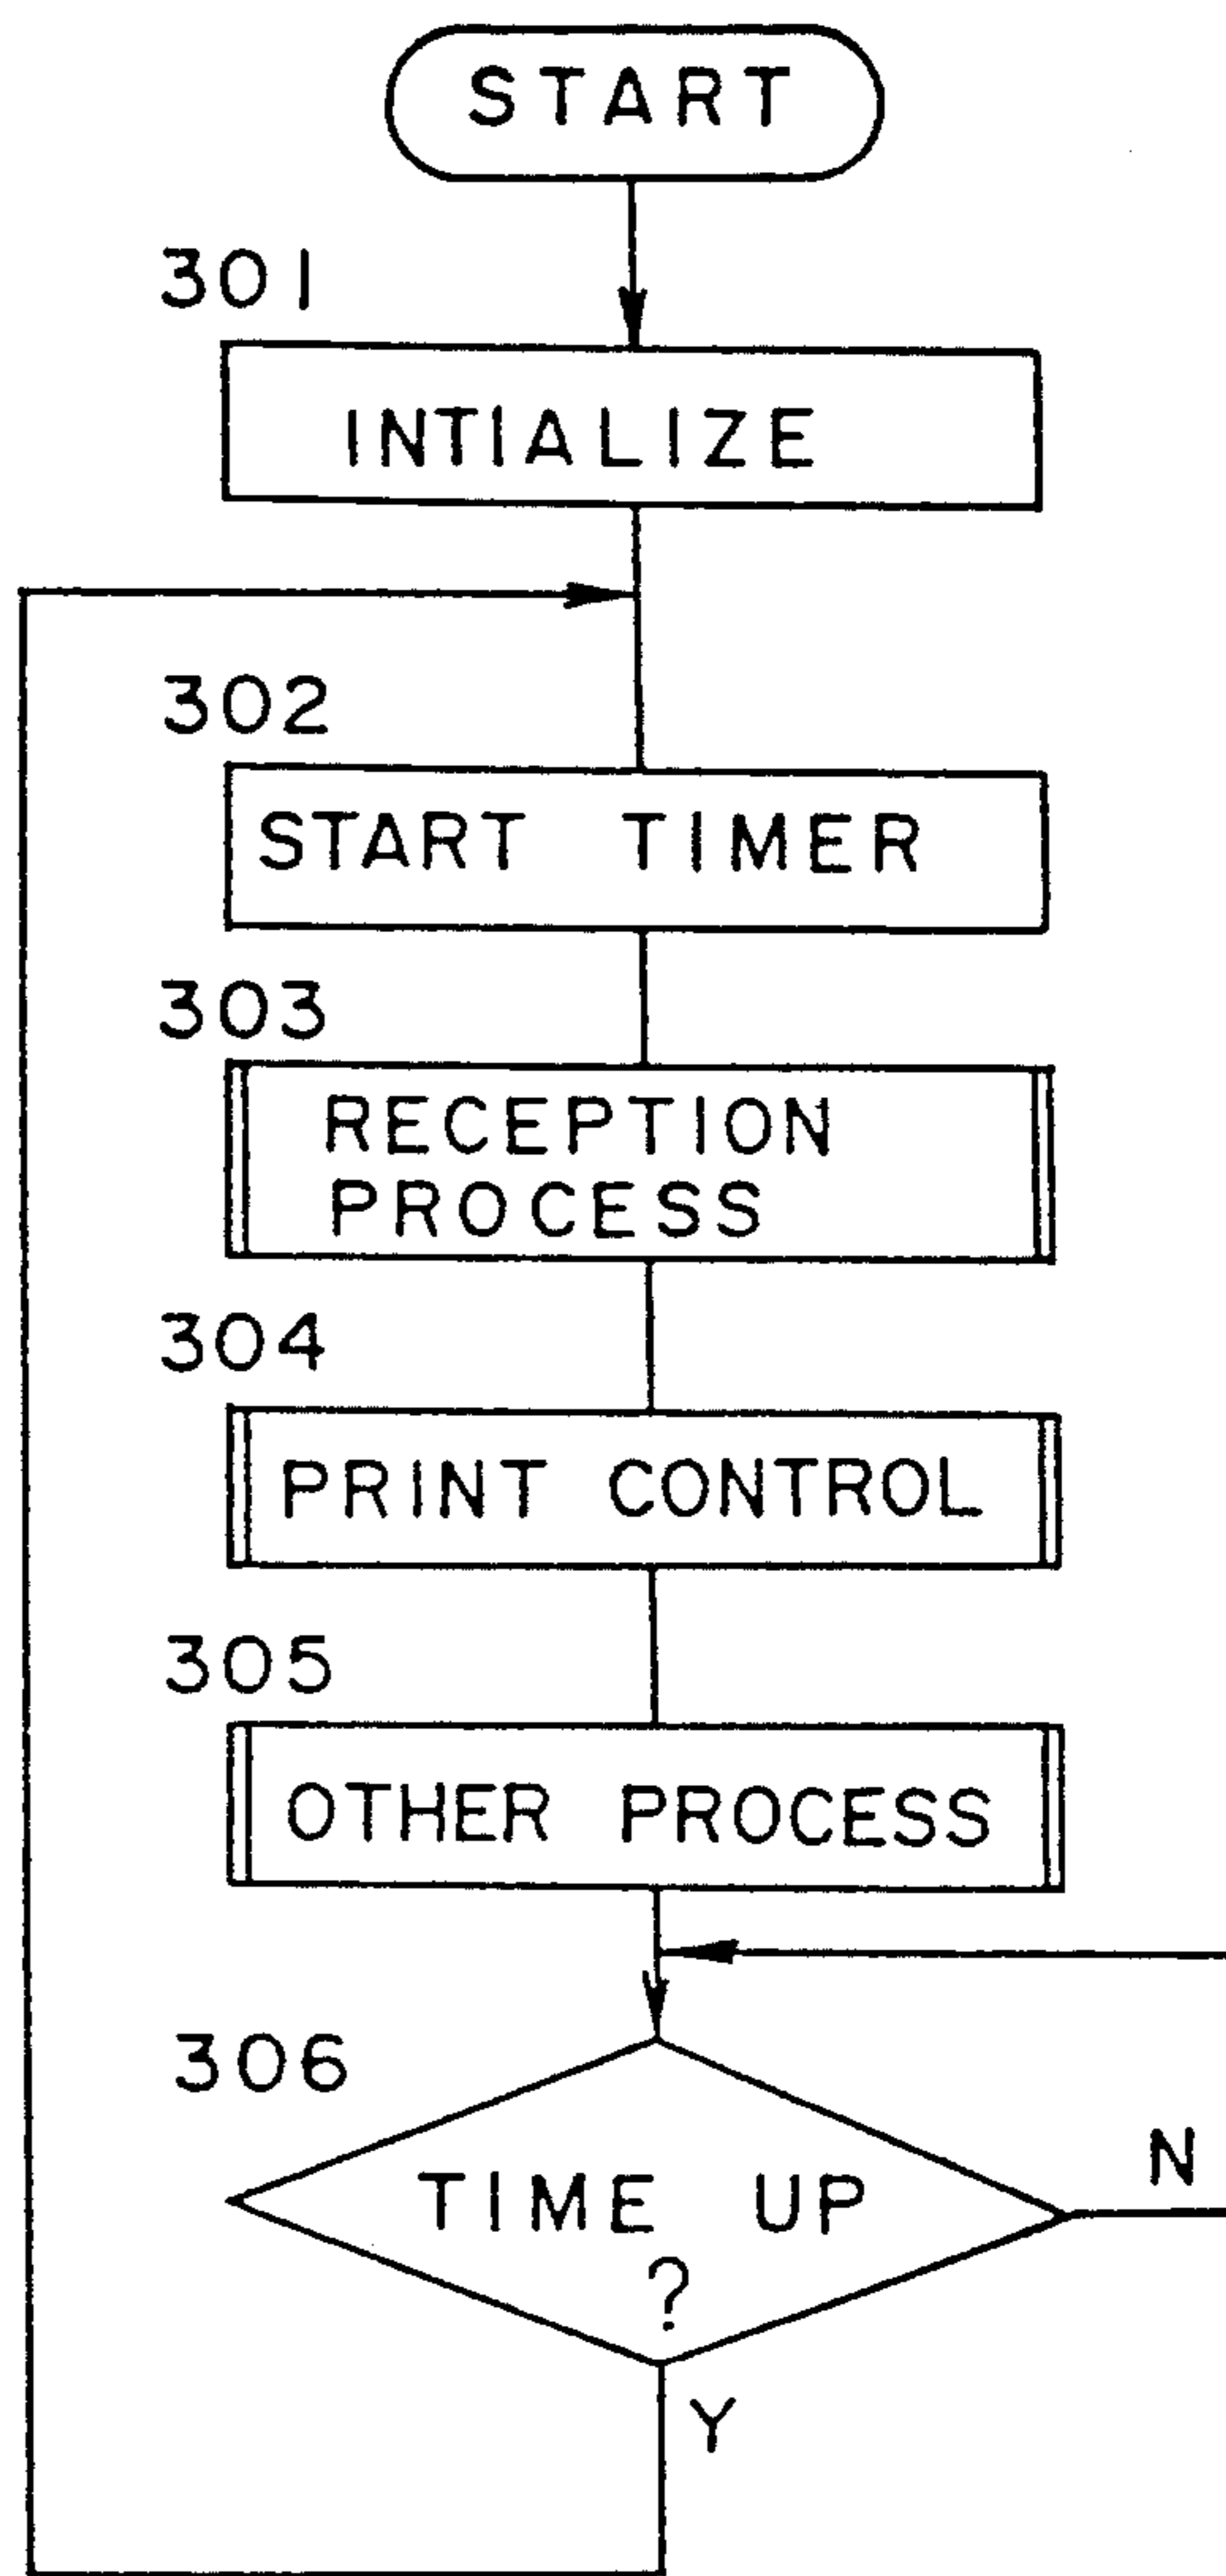 START
301
INTIALIZE
302
START TIMER
303
RECEPTION
PROCESS
304
PRINT CONTROL
305
OTHER PROCESS
306
TIME UP
?
N
Y